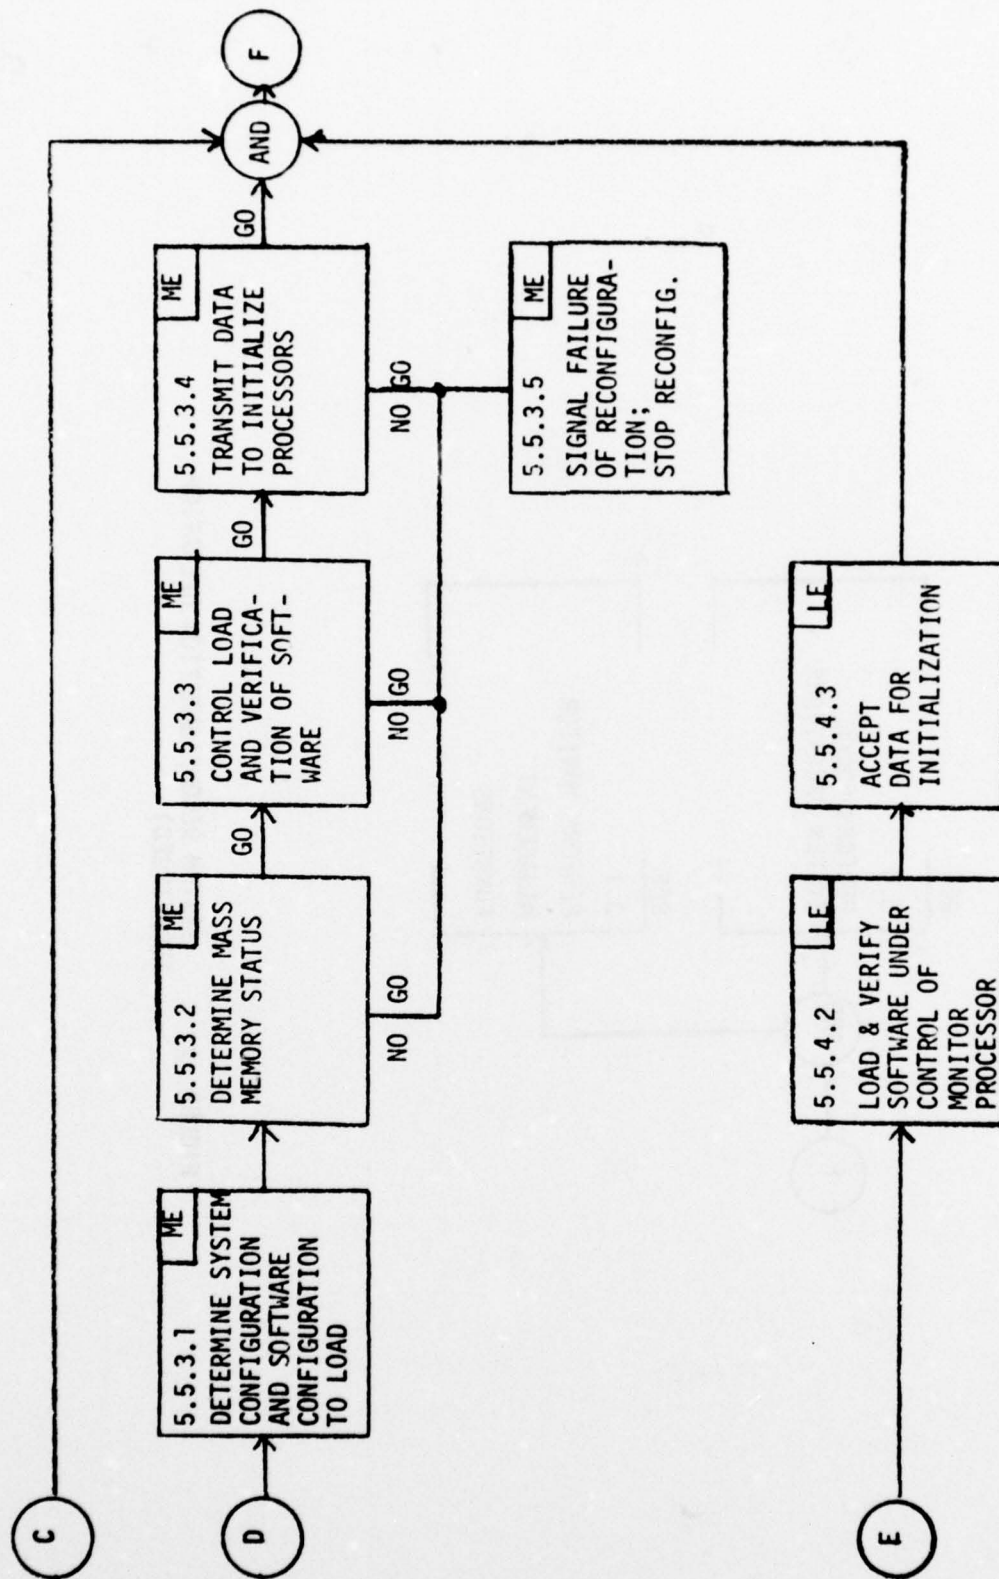 C
D
5.5.3.1
ME
DETERMINE SYSTEM
CONFIGURATION
AND SOFTWARE
CONFIGURATION
TO LOAD
5.5.3.2
ME
DETERMINE MASS
MEMORY STATUS
NO GO
GO
5.5.3.3
ME
CONTROL LOAD
AND VERIFICA-
TION OF SOFT-
WARE
NO GO
GO
5.5.3.4
ME
TRANSMIT DATA
TO INITIALIZE
PROCESSORS
NO GO
GO
AND
F
5.5.3.5
ME
SIGNAL FAILURE
OF RECONFIGURA-
TION;
STOP RECONFIG.
E
5.5.4.2
LE
LOAD & VERIFY
SOFTWARE UNDER
CONTROL OF
MONITOR
PROCESSOR
5.5.4.3
LE
ACCEPT
DATA FOR
INITIALIZATION